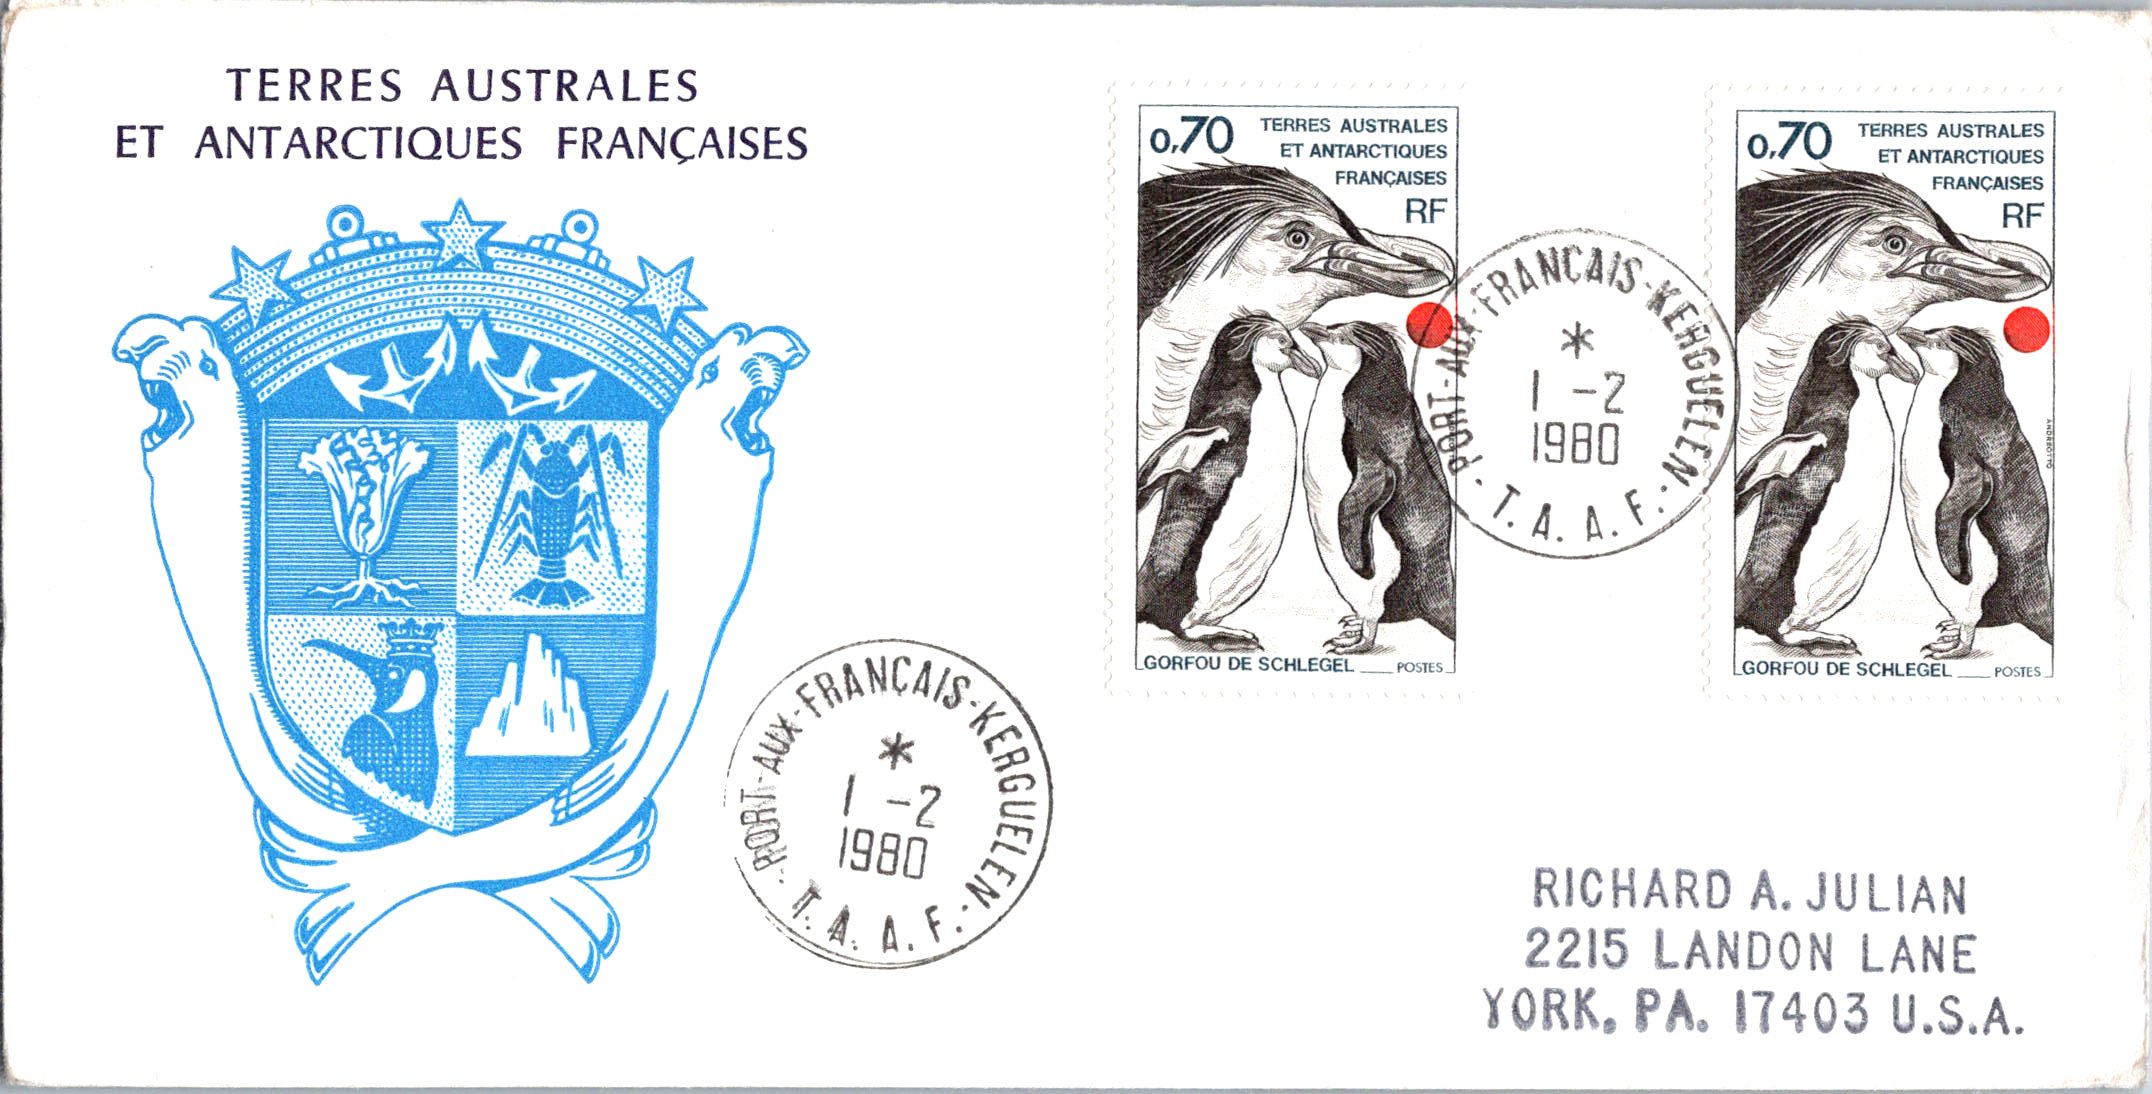 TERRES AUSTRALES
ET ANTARCTIQUES FRANÇAISES
0,70
TERRES AUSTRALES
ET ANTARCTIQUES
FRANÇAISES
RF
GORFOU DE SCHLEGEL POSTES
0,70
TERRES AUSTRALES
ET ANTARCTIQUES
FRANÇAISES
RF
ANDREOTTO
GORFOU DE SCHLEGEL POSTES
PORT-AUX-FRANÇAIS-KERGUELEN
*
1 -2
1980
T.A.A.F.
PORT-AUX-FRANÇAIS-KERGUELEN
*
1 -2
1980
T.A.A.F.
RICHARD A. JULIAN
2215 LANDON LANE
YORK, PA. 17403 U.S.A.